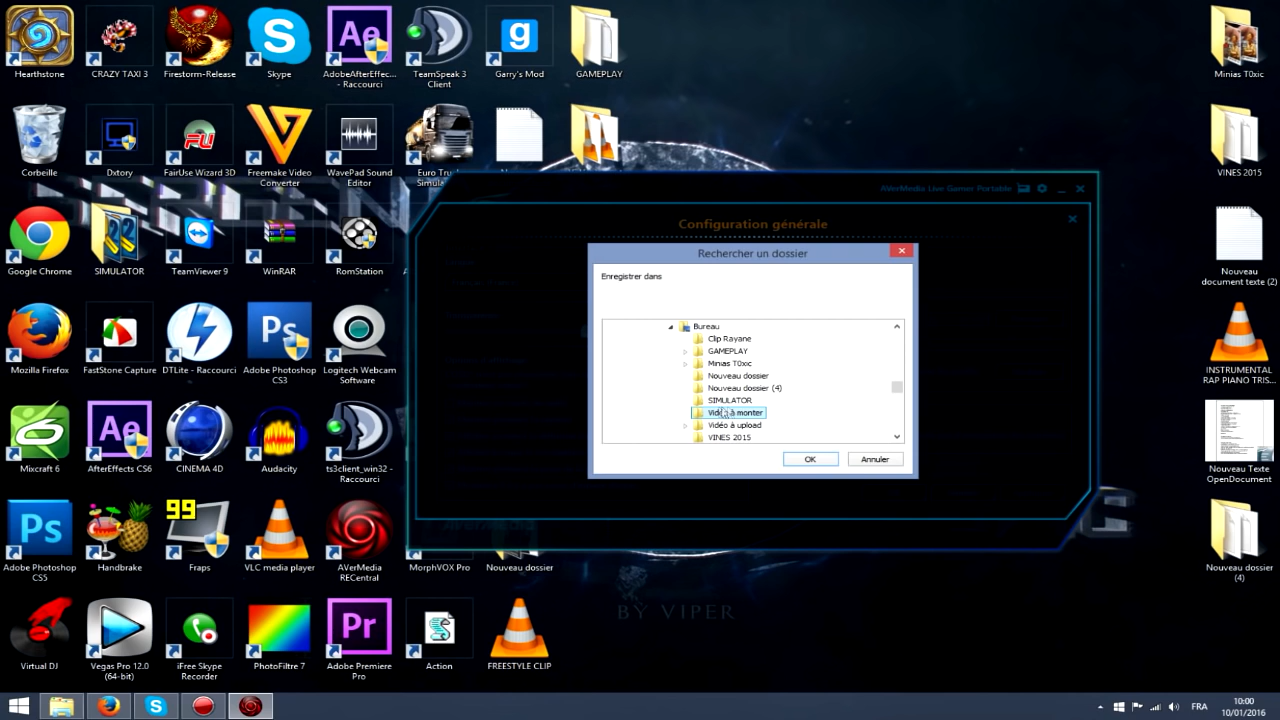 Hearthstone
CRAZY TAXI 3
Firestorm-Release
Skype
AdobeAfterEffec...
- Raccourci
TeamSpeak 3
Client
Garry's Mod
GAMEPLAY
Minias T0xic
Corbeille
Dxtory
FairUse Wizard 3D
Freemake Video
Converter
WavePad Sound
Editor
Euro Truck
VINES 2015
AVerMedia Live Gamer Portable
Configuration générale
Rechercher un dossier
Enregistrer dans
Bureau
Clip Rayane
GAMEPLAY
Minias T0xic
Nouveau dossier
Nouveau dossier (4)
SIMULATOR
Vidéo à monter
Vidéo à upload
VINES 2015
OK
Annuler
Google Chrome
SIMULATOR
TeamViewer 9
WinRAR
RomStation
Nouveau
document texte (2)
Mozilla Firefox
FastStone Capture
DTLite - Raccourci
Adobe Photoshop
CS3
Logitech Webcam
Software
INSTRUMENTAL
RAP PIANO TRIS...
Mixcraft 6
AfterEffects CS6
CINEMA 4D
Audacity
ts3client_win32 -
Raccourci
Nouveau Texte
OpenDocument
Adobe Photoshop
CS5
Handbrake
99
Fraps
VLC media player
AVerMedia
RECentral
MorphVOX Pro
Nouveau dossier
Nouveau dossier
(4)
BY VIPER
Virtual DJ
Vegas Pro 12.0
(64-bit)
iFree Skype
Recorder
PhotoFiltre 7
Adobe Premiere
Pro
Action
FREESTYLE CLIP
FRA
10:00
10/01/2016